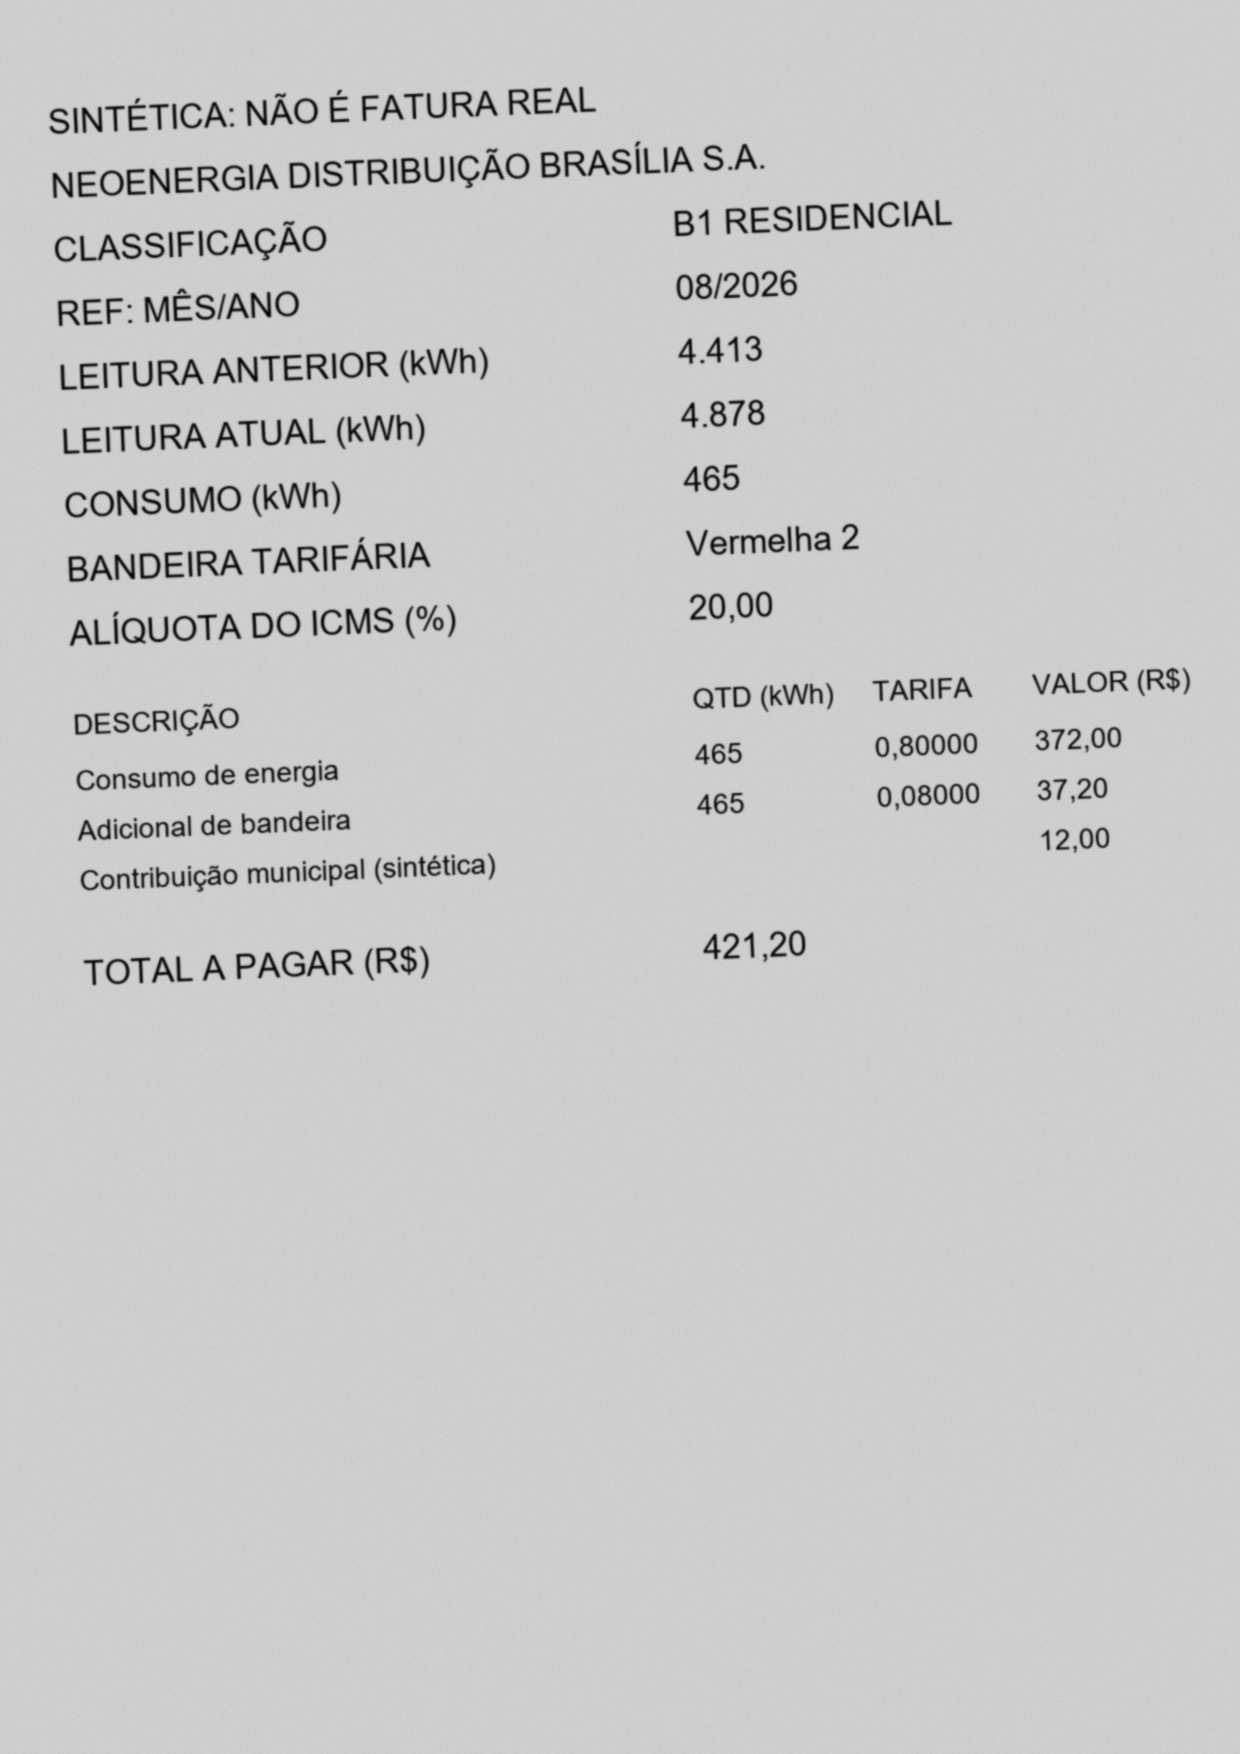 SINTÉTICA: NÃO É FATURA REAL
NEOENERGIA DISTRIBUIÇÃO BRASÍLIA S.A.
CLASSIFICAÇÃO B1 RESIDENCIAL
REF: MÊS/ANO 08/2026
LEITURA ANTERIOR (kWh) 4.413
LEITURA ATUAL (kWh) 4.878
CONSUMO (kWh) 465
BANDEIRA TARIFÁRIA Vermelha 2
ALÍQUOTA DO ICMS (%) 20,00
DESCRIÇÃO QTD (kWh) TARIFA VALOR (R$)
Consumo de energia 465 0,80000 372,00
Adicional de bandeira 465 0,08000 37,20
Contribuição municipal (sintética) 12,00
TOTAL A PAGAR (R$) 421,20